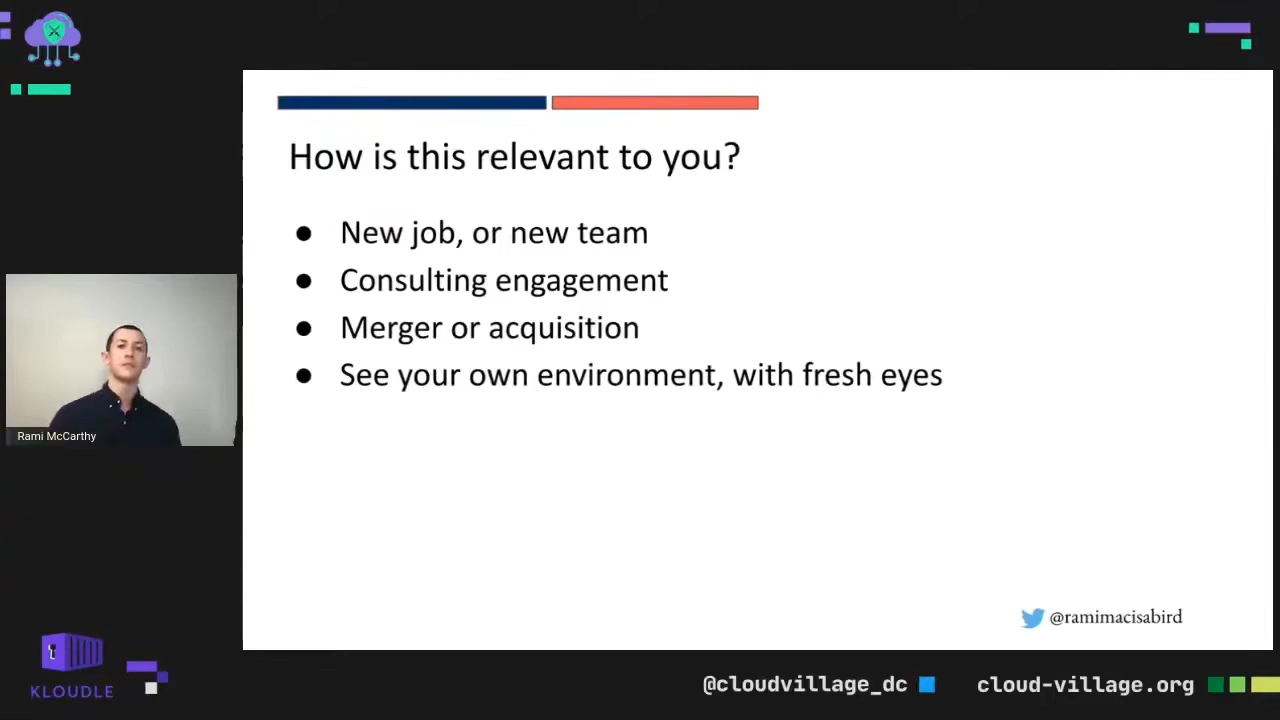 How is this relevant to you?
● New job, or new team
● Consulting engagement
● Merger or acquisition
● See your own environment, with fresh eyes
Rami McCarthy
@ramimacisabird
KLOUDLE
@cloudvillage_dc
cloud-village.org